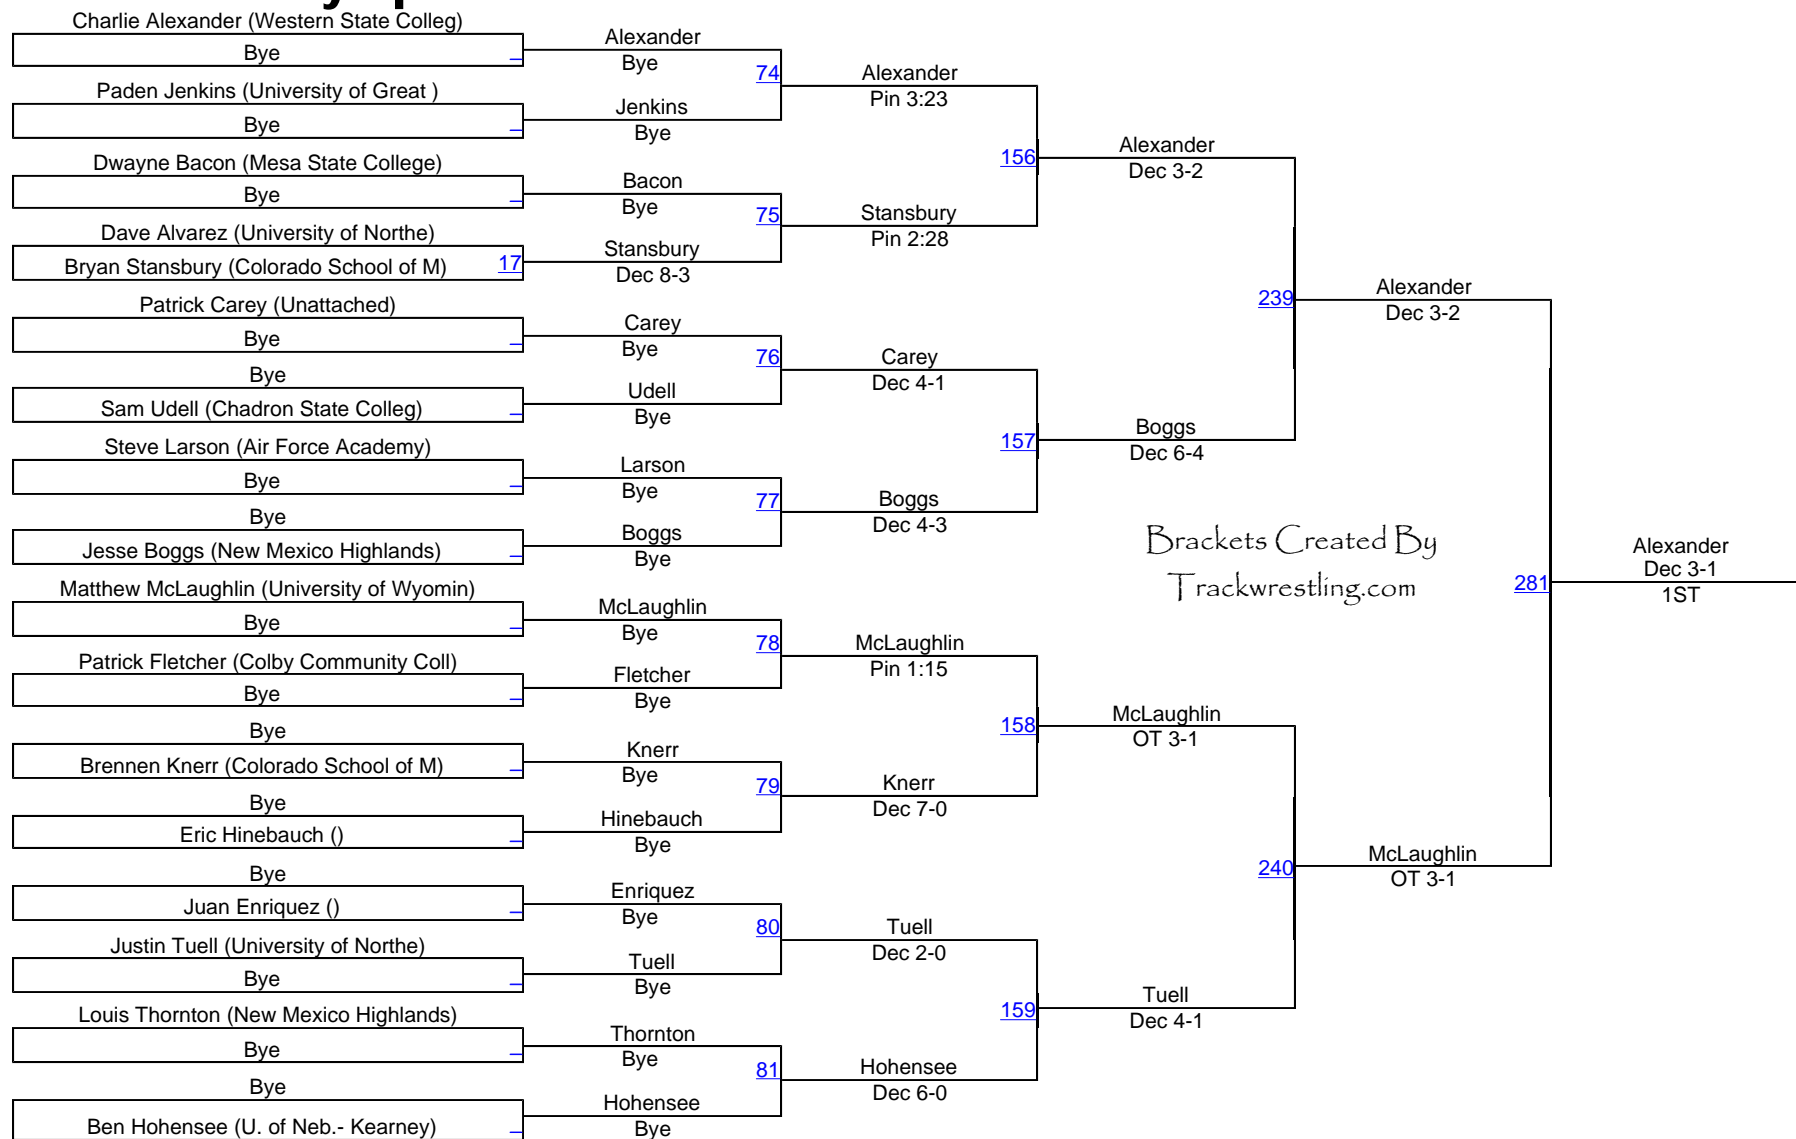 Charlie Alexander (Western State Colleg)
Bye
Paden Jenkins (University of Great )
Bye
Dwayne Bacon (Mesa State College)
Bye
Dave Alvarez (University of Northe)
Bryan Stansbury (Colorado School of M) 17
Patrick Carey (Unattached)
Bye
Bye
Sam Udell (Chadron State Colleg)
Steve Larson (Air Force Academy)
Bye
Bye
Jesse Boggs (New Mexico Highlands)
Matthew McLaughlin (University of Wyomin)
Bye
Patrick Fletcher (Colby Community Coll)
Bye
Bye
Brennen Knerr (Colorado School of M)
Bye
Eric Hinebauch ()
Bye
Juan Enriquez ()
Justin Tuell (University of Northe)
Bye
Louis Thornton (New Mexico Highlands)
Bye
Bye
Ben Hohensee (U. of Neb.- Kearney)
Alexander
Bye
74
Jenkins
Bye
Bacon
Bye
75
Stansbury
Dec 8-3
Carey
Bye
76
Udell
Bye
Larson
Bye
77
Boggs
Bye
McLaughlin
Bye
78
Fletcher
Bye
Knerr
Bye
79
Hinebauch
Bye
Enriquez
Bye
80
Tuell
Bye
Thornton
Bye
81
Hohensee
Bye
Alexander
Pin 3:23
156
Stansbury
Pin 2:28
Carey
Dec 4-1
157
Boggs
Dec 4-3
McLaughlin
Pin 1:15
158
Knerr
Dec 7-0
Tuell
Dec 2-0
159
Hohensee
Dec 6-0
Alexander
Dec 3-2
239
Boggs
Dec 6-4
Brackets Created By
Trackwrestling.com
McLaughlin
OT 3-1
240
Tuell
Dec 4-1
Alexander
Dec 3-2
281
McLaughlin
OT 3-1
Alexander
Dec 3-1
1ST